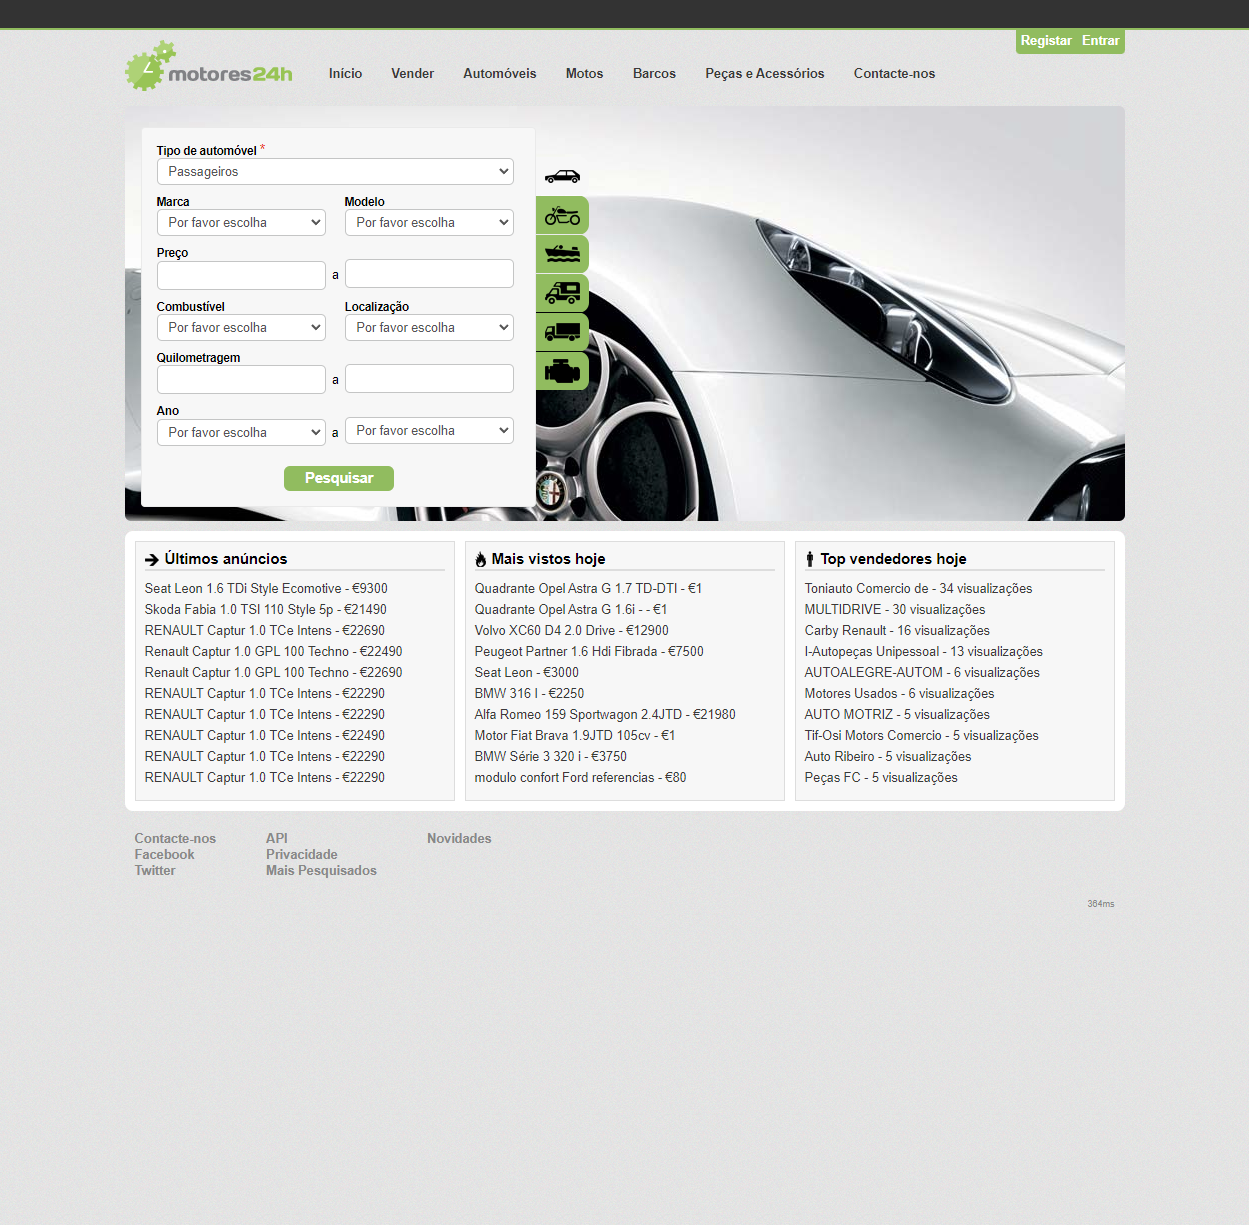 Registar Entrar
motores24h
Início Vender Automóveis Motos Barcos Peças e Acessórios Contacte-nos
Tipo de automóvel *
Passageiros
Marca Modelo
Por favor escolha Por favor escolha
Preço
a
Combustível Localização
Por favor escolha Por favor escolha
Quilometragem
a
Ano
Por favor escolha a Por favor escolha
Pesquisar
Últimos anúncios
Seat Leon 1.6 TDi Style Ecomotive - €9300
Skoda Fabia 1.0 TSI 110 Style 5p - €21490
RENAULT Captur 1.0 TCe Intens - €22690
Renault Captur 1.0 GPL 100 Techno - €22490
Renault Captur 1.0 GPL 100 Techno - €22690
RENAULT Captur 1.0 TCe Intens - €22290
RENAULT Captur 1.0 TCe Intens - €22290
RENAULT Captur 1.0 TCe Intens - €22490
RENAULT Captur 1.0 TCe Intens - €22290
RENAULT Captur 1.0 TCe Intens - €22290
Mais vistos hoje
Quadrante Opel Astra G 1.7 TD-DTI - €1
Quadrante Opel Astra G 1.6i - - €1
Volvo XC60 D4 2.0 Drive - €12900
Peugeot Partner 1.6 Hdi Fibrada - €7500
Seat Leon - €3000
BMW 316 I - €2250
Alfa Romeo 159 Sportwagon 2.4JTD - €21980
Motor Fiat Brava 1.9JTD 105cv - €1
BMW Série 3 320 i - €3750
modulo confort Ford referencias - €80
Top vendedores hoje
Toniauto Comercio de - 34 visualizações
MULTIDRIVE - 30 visualizações
Carby Renault - 16 visualizações
I-Autopeças Unipessoal - 13 visualizações
AUTOALEGRE-AUTOM - 6 visualizações
Motores Usados - 6 visualizações
AUTO MOTRIZ - 5 visualizações
Tif-Osi Motors Comercio - 5 visualizações
Auto Ribeiro - 5 visualizações
Peças FC - 5 visualizações
Contacte-nos API Novidades
Facebook Privacidade
Twitter Mais Pesquisados
364ms